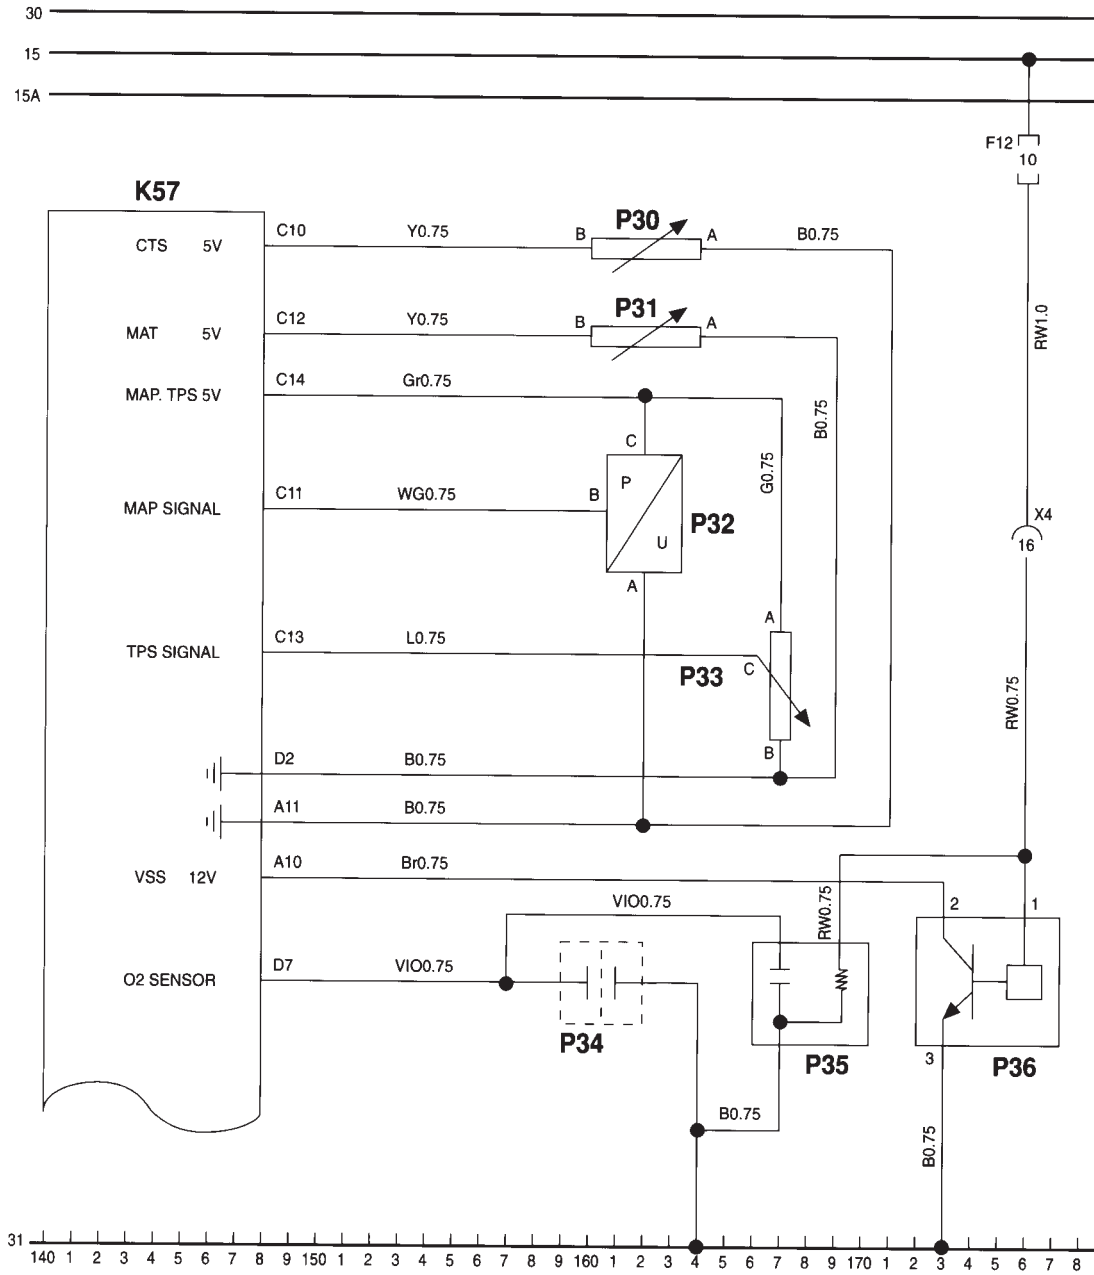 30
15
15A
F12
10
K57
CTS 5V
C10
Y0.75
B
P30
A
B0.75
MAT 5V
C12
Y0.75
B
P31
A
RW1.0
MAP. TPS 5V
C14
Gr0.75
B0.75
C
G0.75
MAP SIGNAL
C11
WG0.75
B
P
U
P32
X4
16
A
A
TPS SIGNAL
C13
L0.75
P33
C
RW0.75
B
D2
B0.75
A11
B0.75
VSS 12V
A10
Br0.75
VIO0.75
RW0.75
2
1
O2 SENSOR
D7
VIO0.75
P34
P35
3
P36
B0.75
B0.75
31
140 1 2 3 4 5 6 7 8 9 150 1 2 3 4 5 6 7 8 9 160 1 2 3 4 5 6 7 8 9 170 1 2 3 4 5 6 7 8